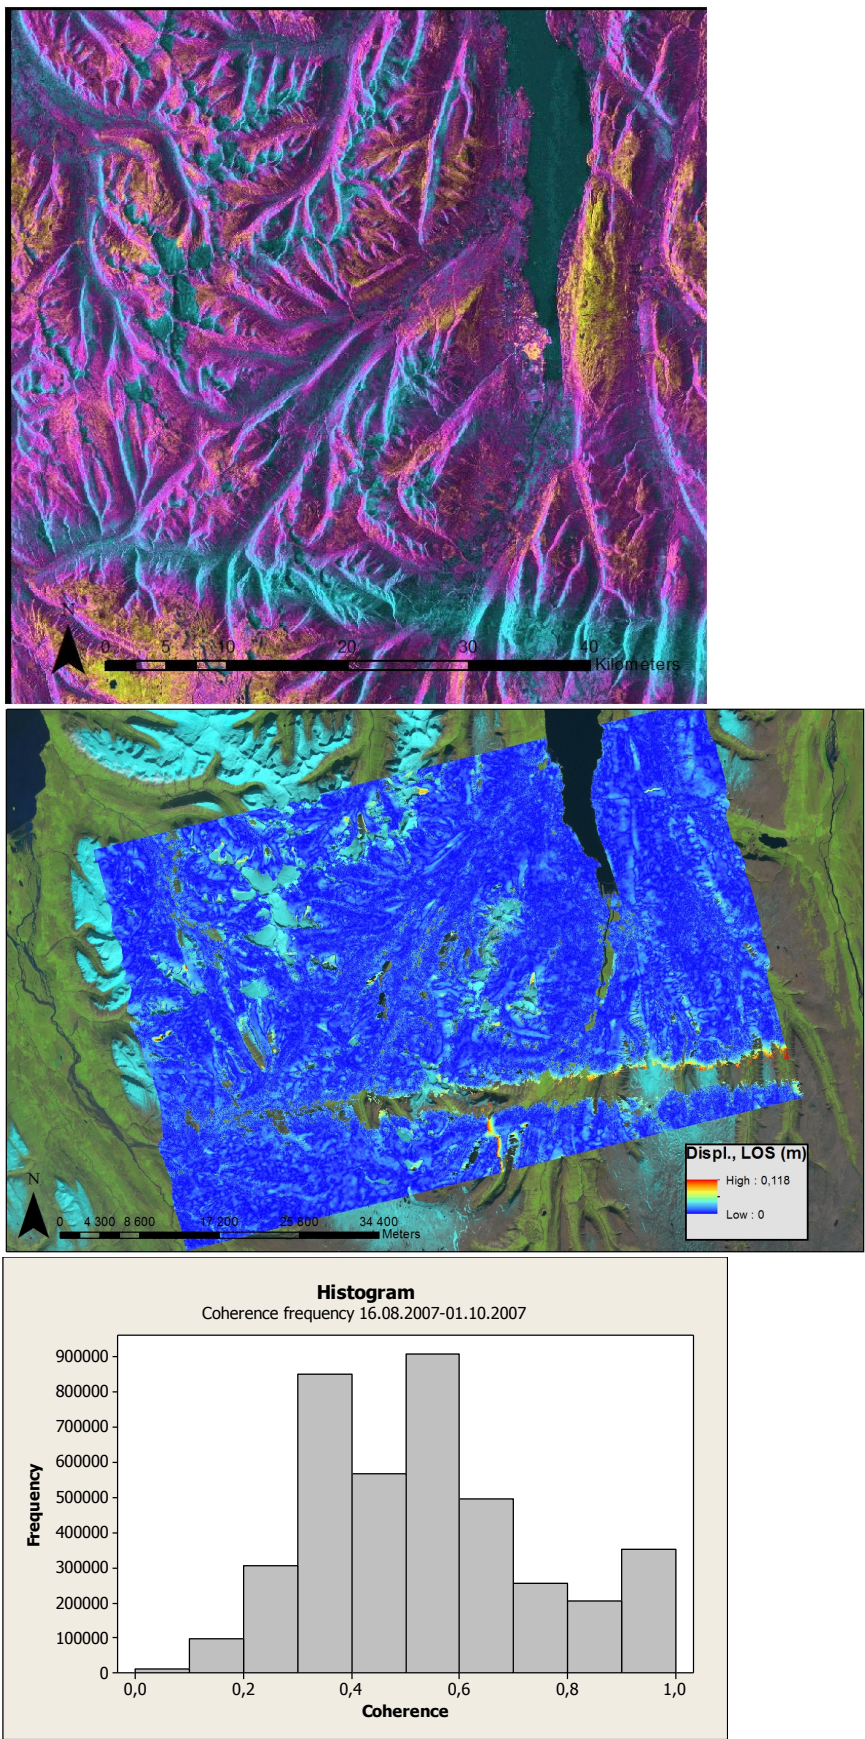 N
0 5 10 20 30 40
Kilometers
Displ., LOS (m)
High : 0,118
Low : 0
N
0 4 300 8 600 17 200 25 800 34 400
Meters
Histogram
Coherence frequency 16.08.2007-01.10.2007
900000
800000
700000
600000
500000
400000
300000
200000
100000
0
Frequency
0,0 0,2 0,4 0,6 0,8 1,0
Coherence